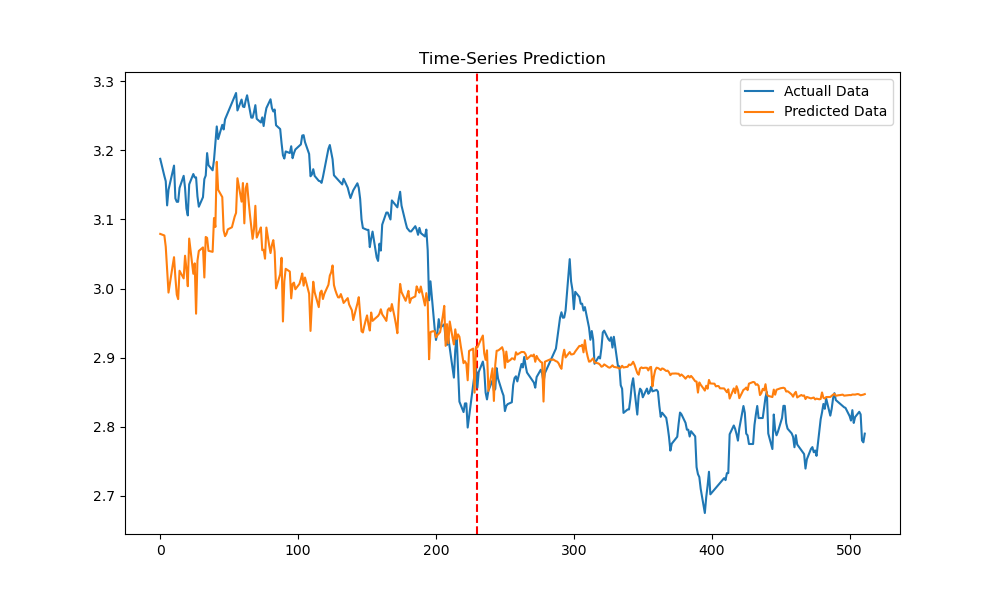 Time-Series Prediction
Actuall Data
Predicted Data
3.3
3.2
3.1
3.0
2.9
2.8
2.7
0 100 200 300 400 500